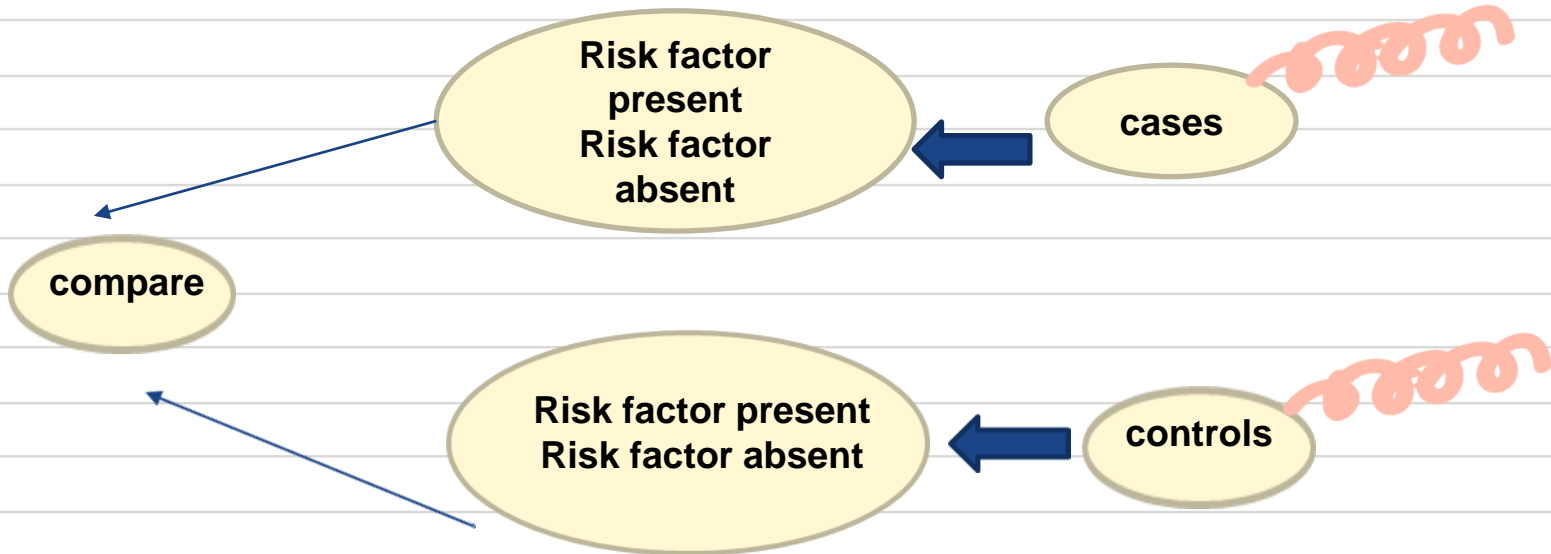 Risk factor
present
Risk factor
absent
cases
compare
Risk factor present
Risk factor absent
controls